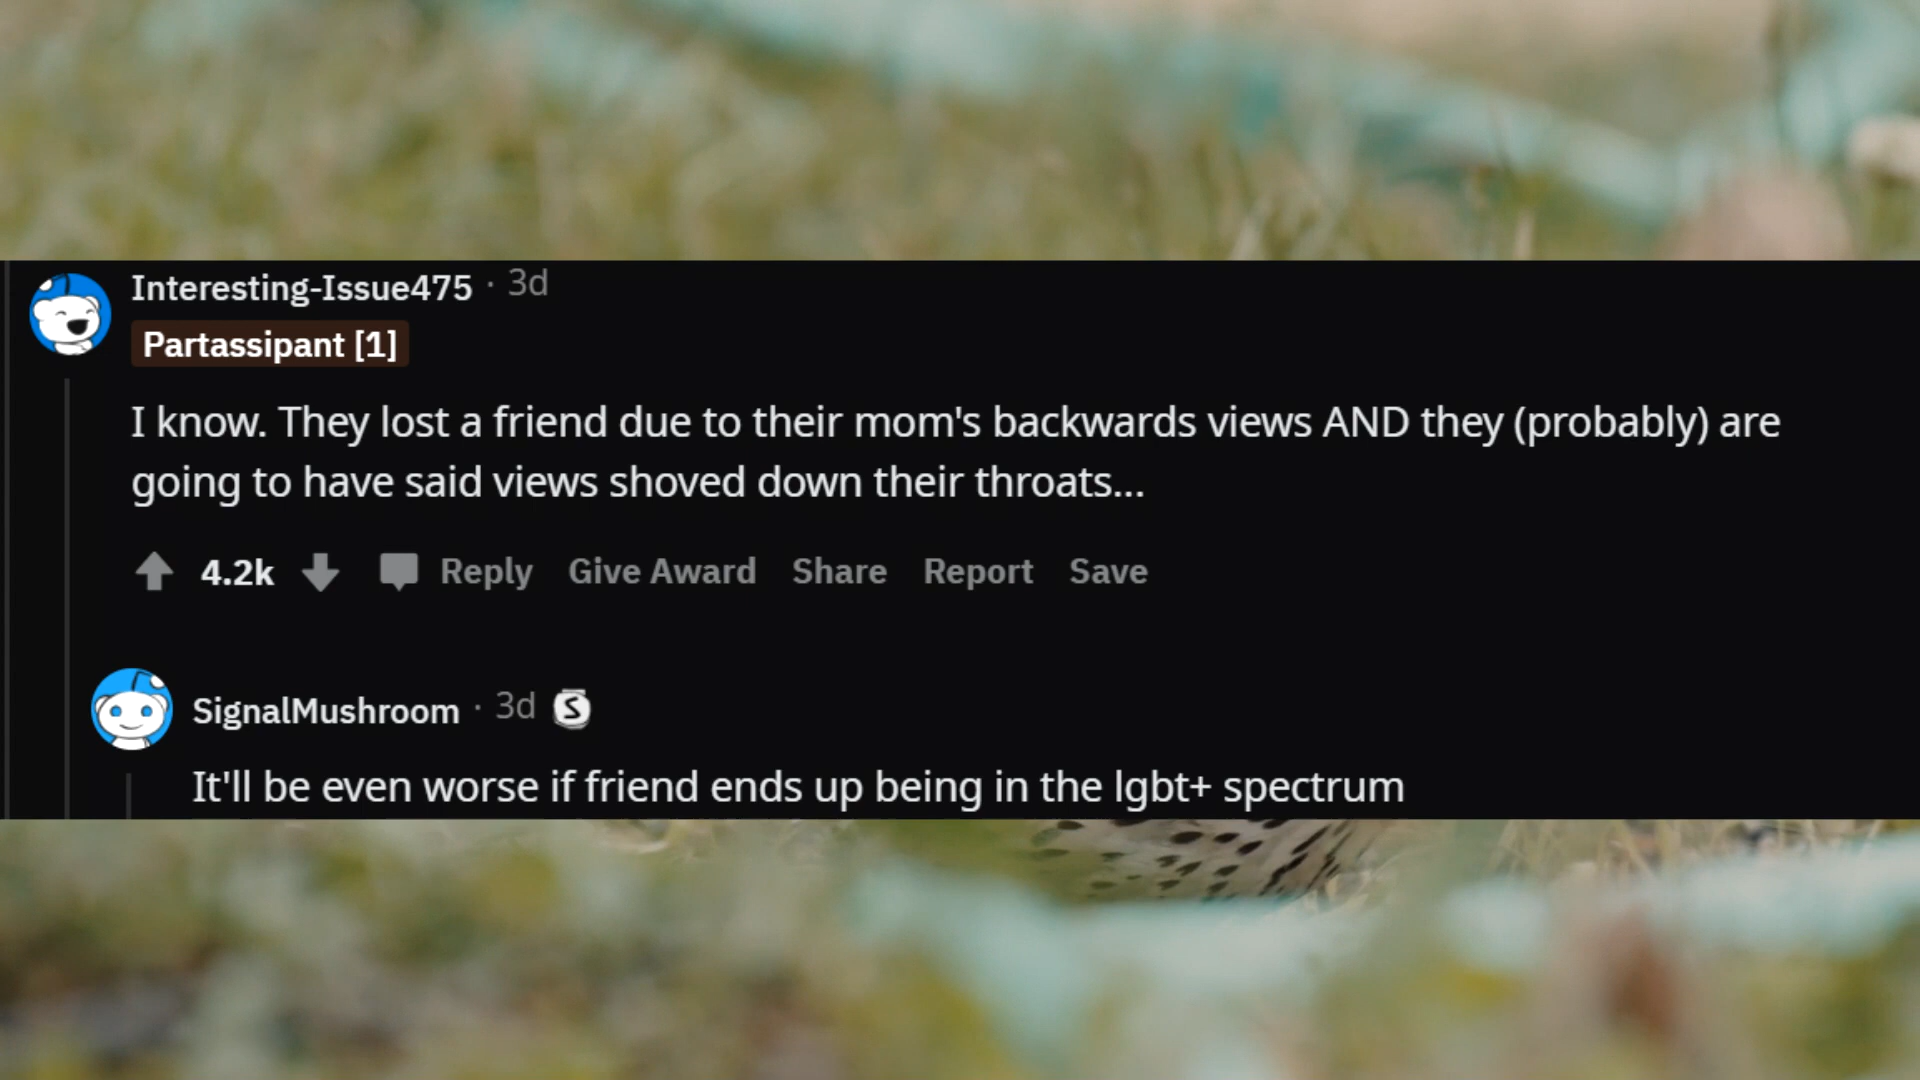 Interesting-Issue475 · 3d
Partassipant [1]
I know. They lost a friend due to their mom's backwards views AND they (probably) are
going to have said views shoved down their throats...
4.2k Reply Give Award Share Report Save
SignalMushroom · 3d S
It'll be even worse if friend ends up being in the lgbt+ spectrum